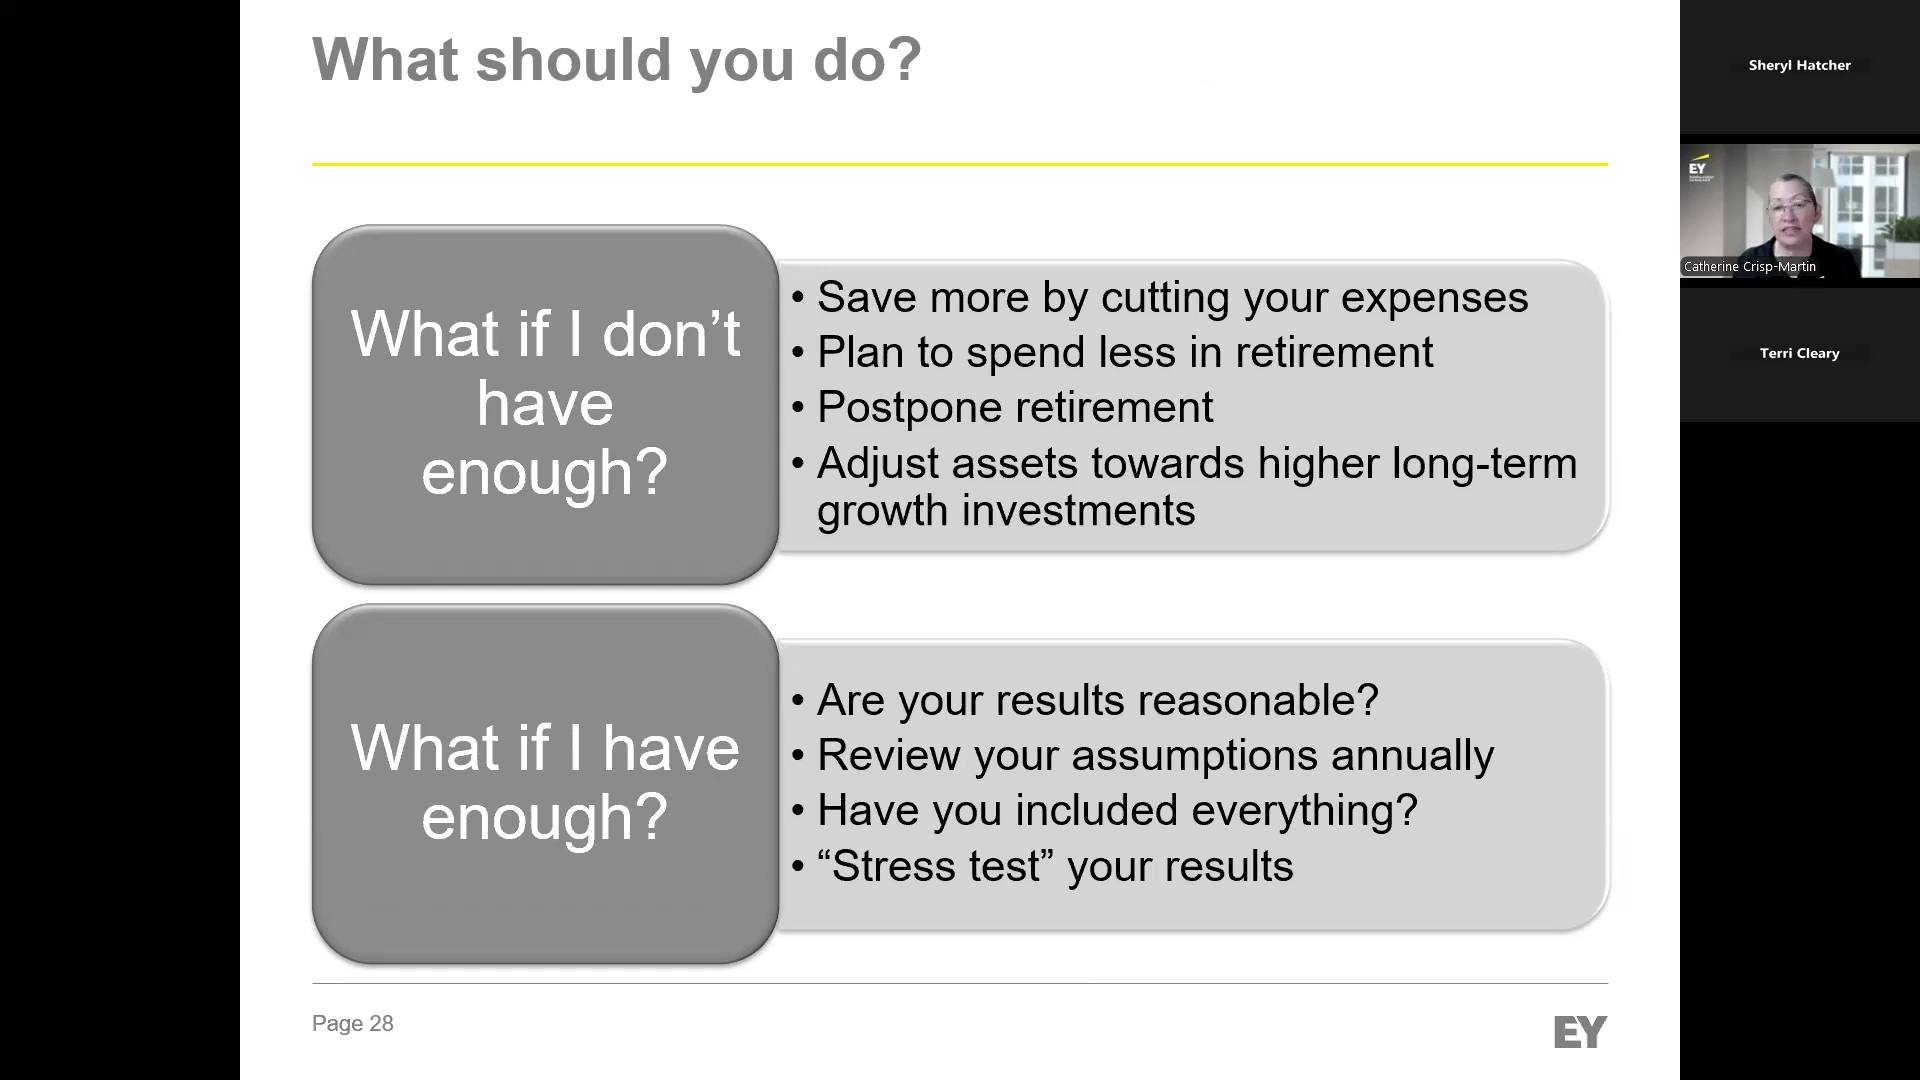 What should you do?
What if I don’t
have
enough?
• Save more by cutting your expenses
• Plan to spend less in retirement
• Postpone retirement
• Adjust assets towards higher long-term
growth investments
What if I have
enough?
• Are your results reasonable?
• Review your assumptions annually
• Have you included everything?
• “Stress test” your results
Page 28
EY
Sheryl Hatcher
EY
Catherine Crisp-Martin
Terri Cleary